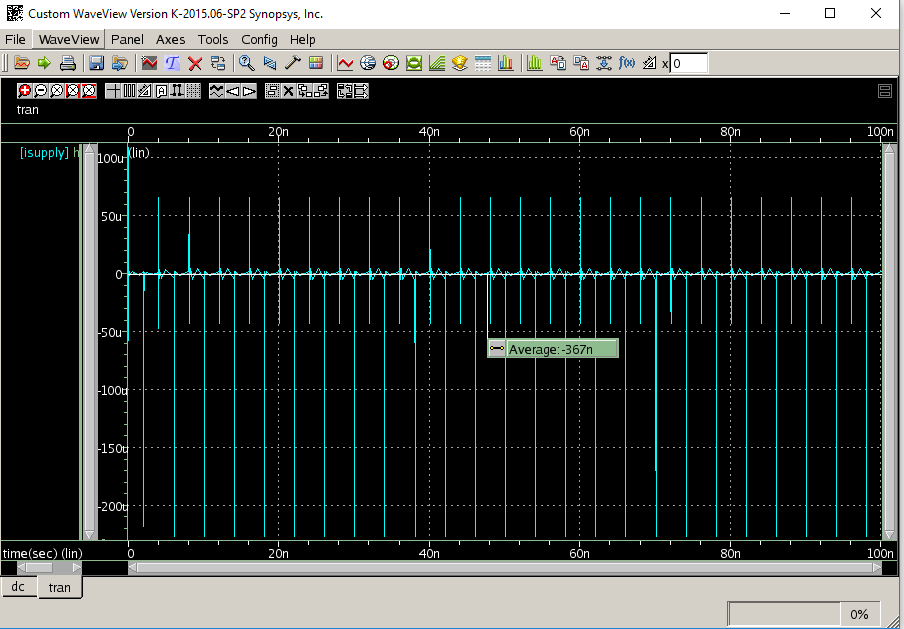 Custom WaveView Version K-2015.06-SP2 Synopsys, Inc.
File WaveView Panel Axes Tools Config Help
f(x) x 0
tran
0 20n 40n 60n 80n 100n
[isupply] h (lin)
100u
50u
0
-50u
Average:-367n
-100u
-150u
-200u
time(sec) (lin) 0 20n 40n 60n 80n 100n
dc tran
0%